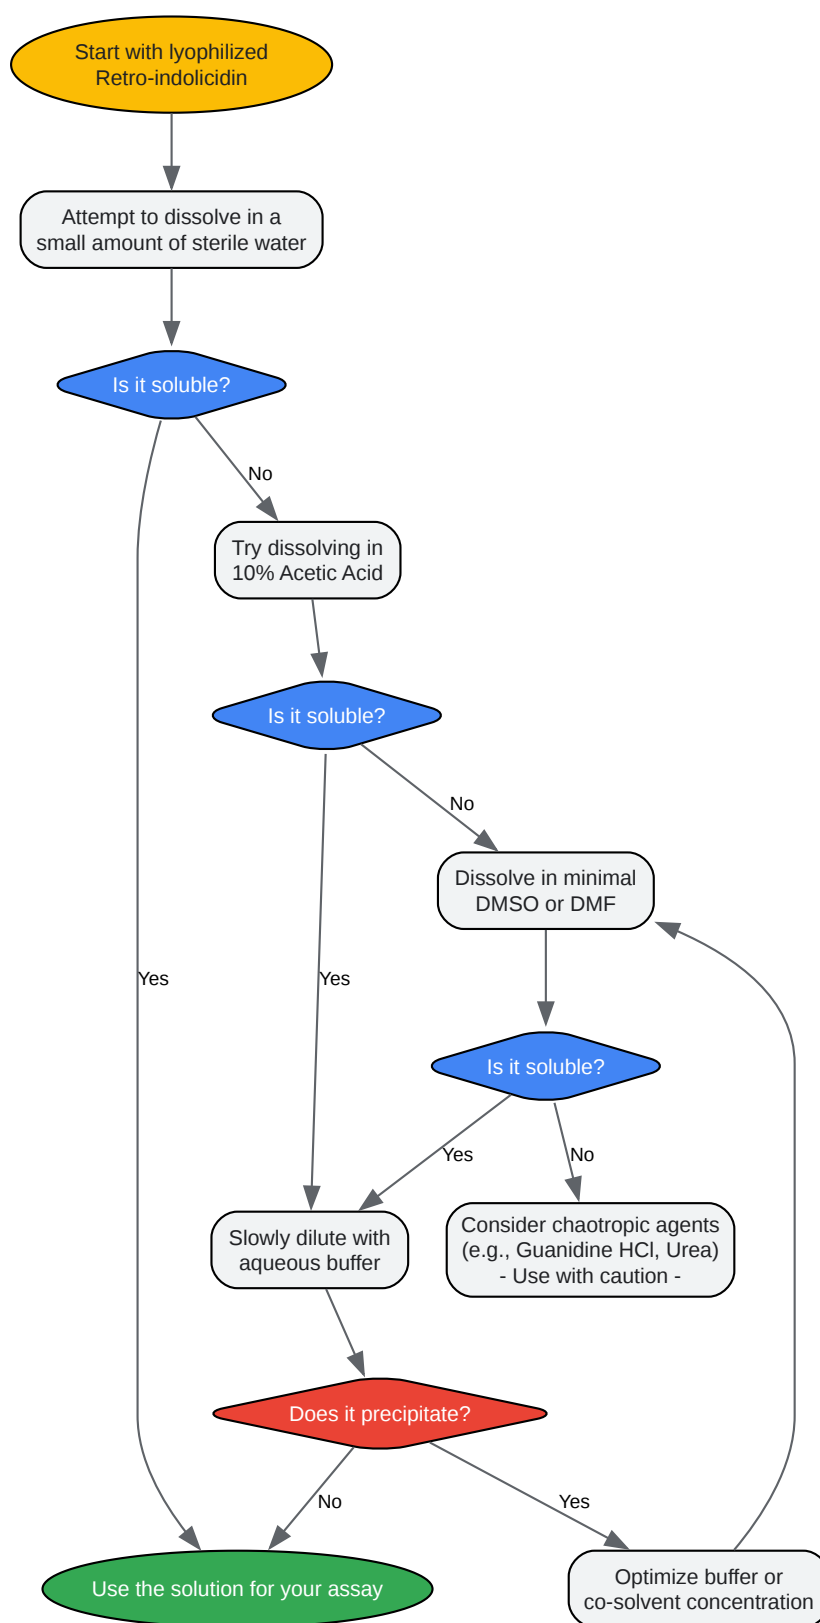 Start with lyophilized
Retro-indolicidin
Attempt to dissolve in a
small amount of sterile water
Is it soluble?
No
Try dissolving in
10% Acetic Acid
Is it soluble?
No
Dissolve in minimal
DMSO or DMF
Yes
Yes
Is it soluble?
Yes
No
Slowly dilute with
aqueous buffer
Consider chaotropic agents
(e.g., Guanidine HCl, Urea)
- Use with caution -
Does it precipitate?
No
Yes
Use the solution for your assay
Optimize buffer or
co-solvent concentration